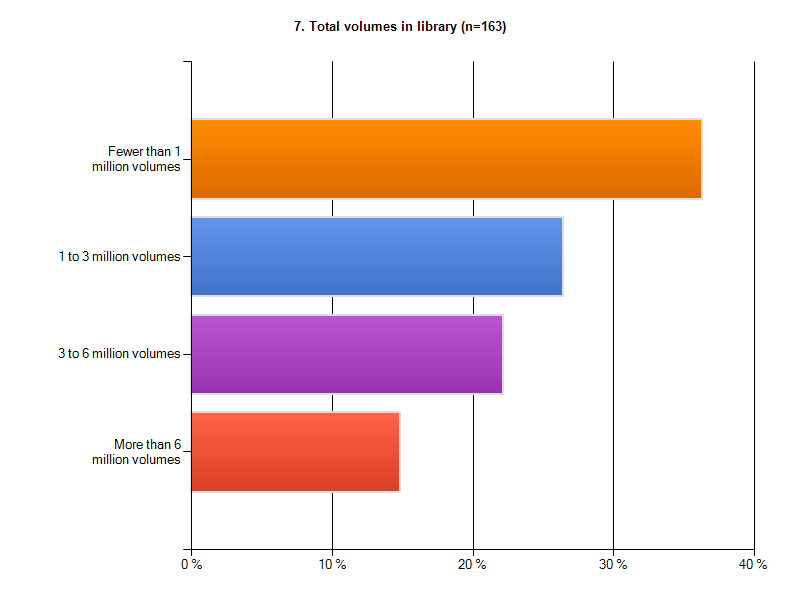 7. Total volumes in library (n=163)
Fewer than 1
million volumes
1 to 3 million volumes
3 to 6 million volumes
More than 6
million volumes
0 % 10 % 20 % 30 % 40 %